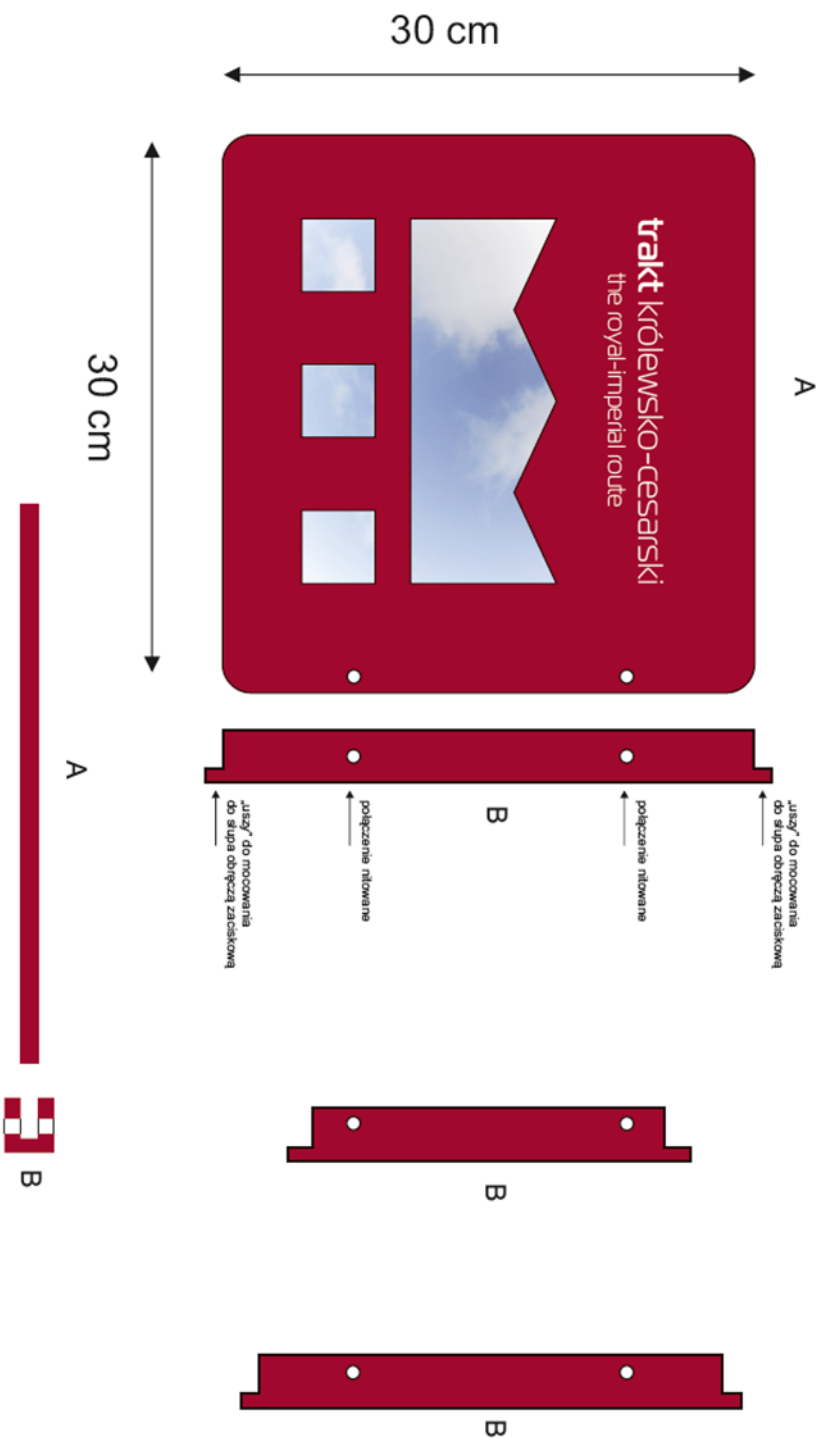 30 cm
30 cm
trakt królewsko-cesarski
the royal-imperial route
A
B
„uszy" do mocowania
do słupa obręczą zaciskową
połączenie nitowane
połączenie nitowane
„uszy" do mocowania
do słupa obręczą zaciskową
A
B
B
B